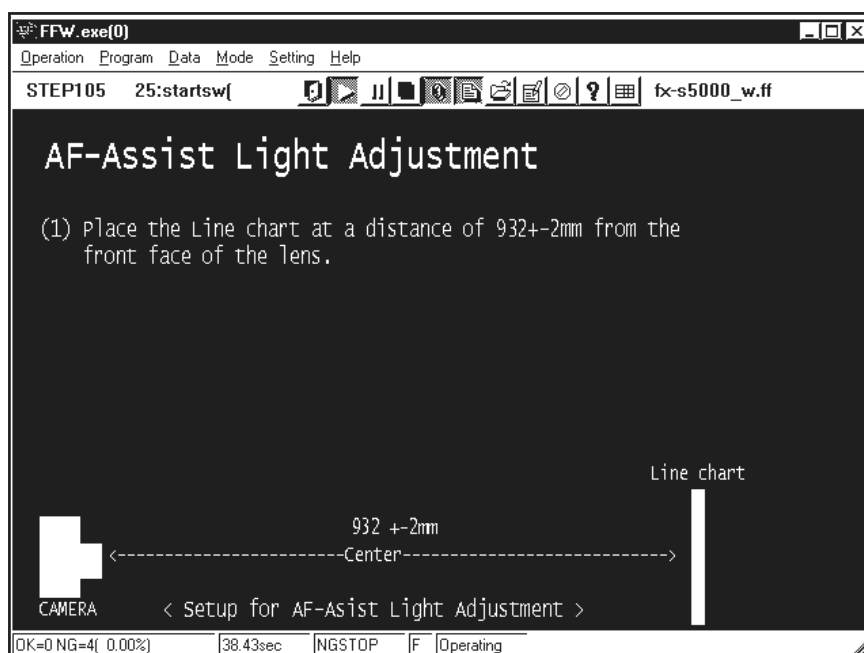 FFW.exe(0)
Operation Program Data Mode Setting Help
STEP105 25:startsw( fx-s5000_w.ff
AF-Assist Light Adjustment
(1) Place the Line chart at a distance of 932+-2mm from the
front face of the lens.
Line chart
932 +-2mm
<------------------------Center--------------------------->
CAMERA < Setup for AF-Asist Light Adjustment >
OK=0 NG=4( 0.00%) 38.43sec NGSTOP F Operating